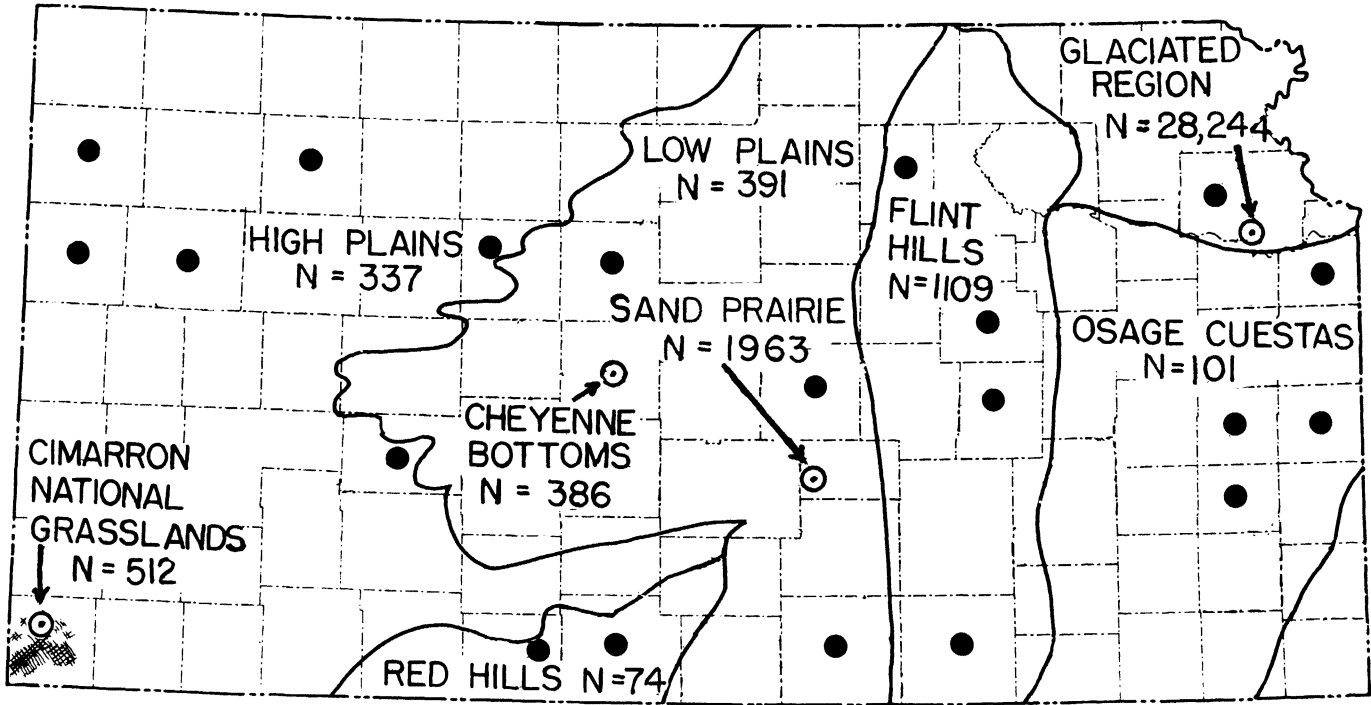 GLACIATED
REGION
N=28,244
LOW PLAINS
N = 391
FLINT
HILLS
N=1109
HIGH PLAINS
N = 337
SAND PRAIRIE
N = 1963
OSAGE CUESTAS
N=101
CHEYENNE
BOTTOMS
N = 386
CIMARRON
NATIONAL
GRASSLANDS
N = 512
RED HILLS N=74